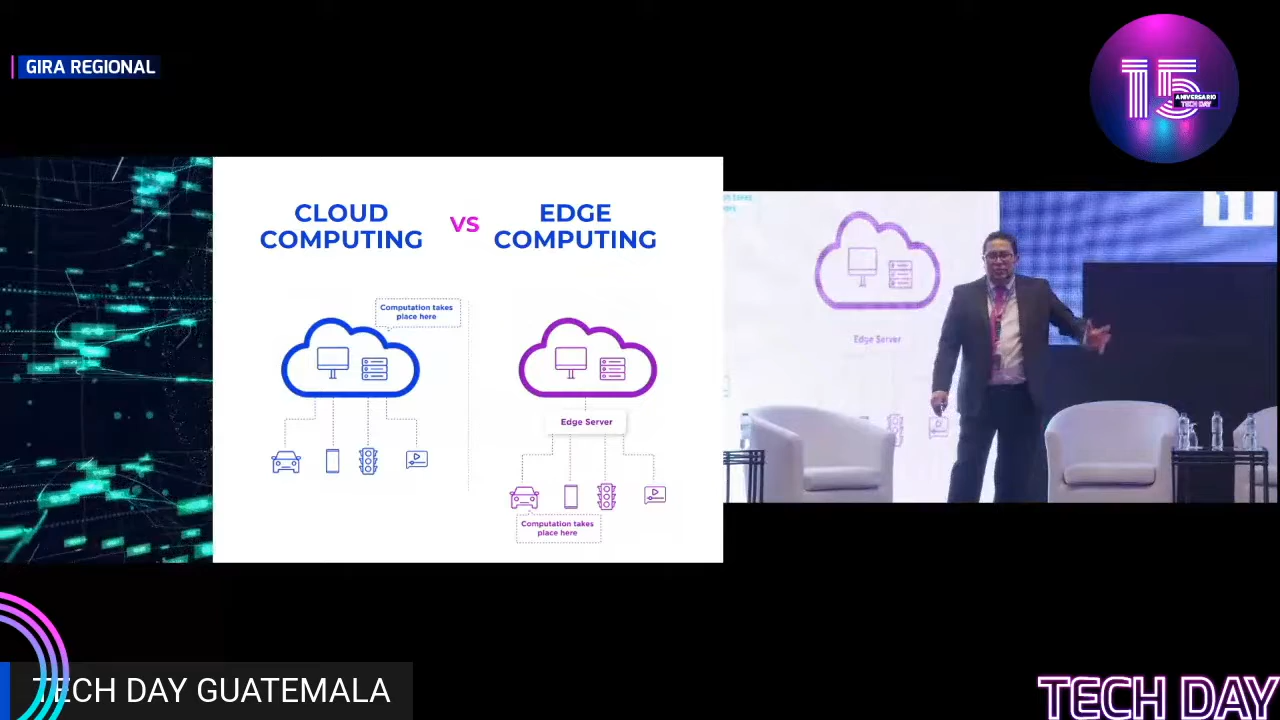 GIRA REGIONAL
15
ANIVERSARIO
TECH DAY
CLOUD
COMPUTING
VS
EDGE
COMPUTING
Computation takes
place here
Edge Server
Computation takes
place here
Edge Server
TECH DAY GUATEMALA
TECH DAY